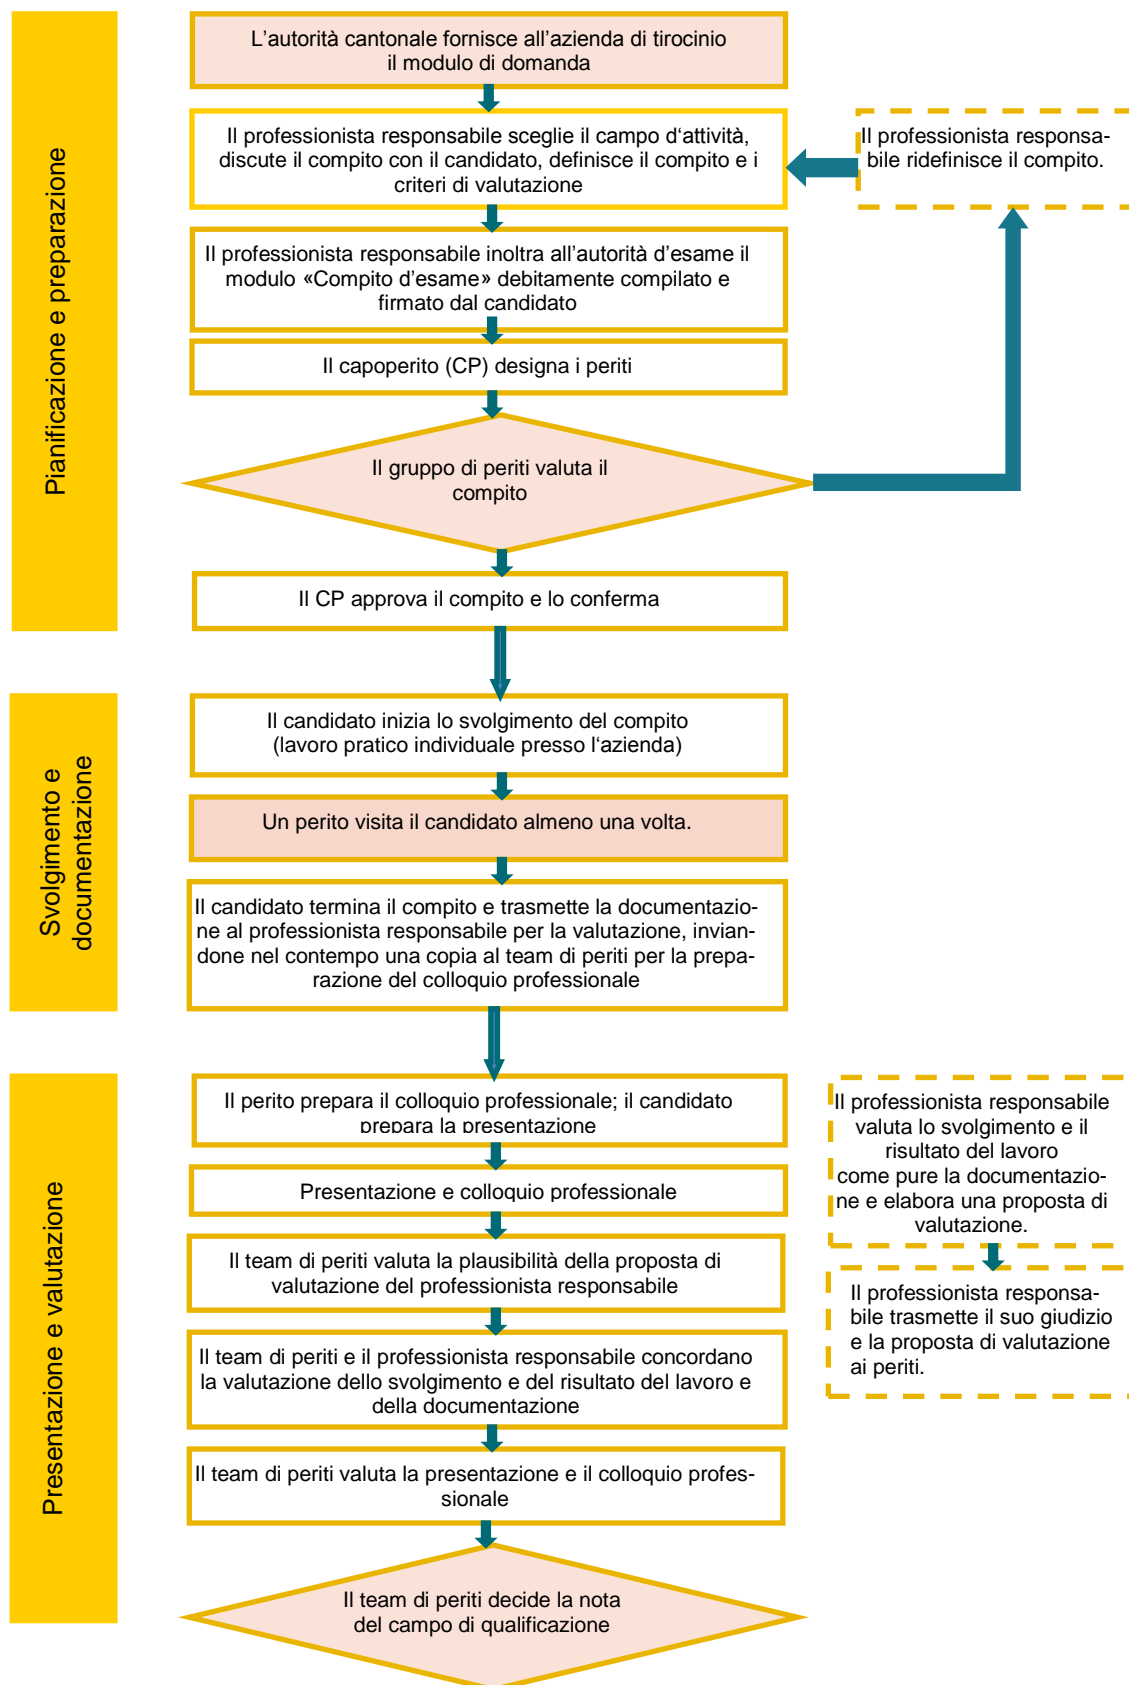 Pianificazione e preparazione
L'autorità cantonale fornisce all'azienda di tirocinio
il modulo di domanda
Il professionista responsabile sceglie il campo d'attività,
discute il compito con il candidato, definisce il compito e i
criteri di valutazione
Il professionista responsa-
bile ridefinisce il compito.
Il professionista responsabile inoltra all'autorità d'esame il
modulo «Compito d'esame» debitamente compilato e
firmato dal candidato
Il capoperito (CP) designa i periti
Il gruppo di periti valuta il
compito
Il CP approva il compito e lo conferma
Svolgimento e
documentazione
Il candidato inizia lo svolgimento del compito
(lavoro pratico individuale presso l'azienda)
Un perito visita il candidato almeno una volta.
Il candidato termina il compito e trasmette la documentazio-
ne al professionista responsabile per la valutazione, invian-
done nel contempo una copia al team di periti per la prepa-
razione del colloquio professionale
Presentazione e valutazione
Il perito prepara il colloquio professionale; il candidato
prepara la presentazione
Presentazione e colloquio professionale
Il team di periti valuta la plausibilità della proposta di
valutazione del professionista responsabile
Il team di periti e il professionista responsabile concordano
la valutazione dello svolgimento e del risultato del lavoro e
della documentazione
Il team di periti valuta la presentazione e il colloquio profes-
sionale
Il team di periti decide la nota
del campo di qualificazione
Il professionista responsabile
valuta lo svolgimento e il
risultato del lavoro
come pure la documentazio-
ne e elabora una proposta di
valutazione.
Il professionista responsa-
bile trasmette il suo giudizio
e la proposta di valutazione
ai periti.